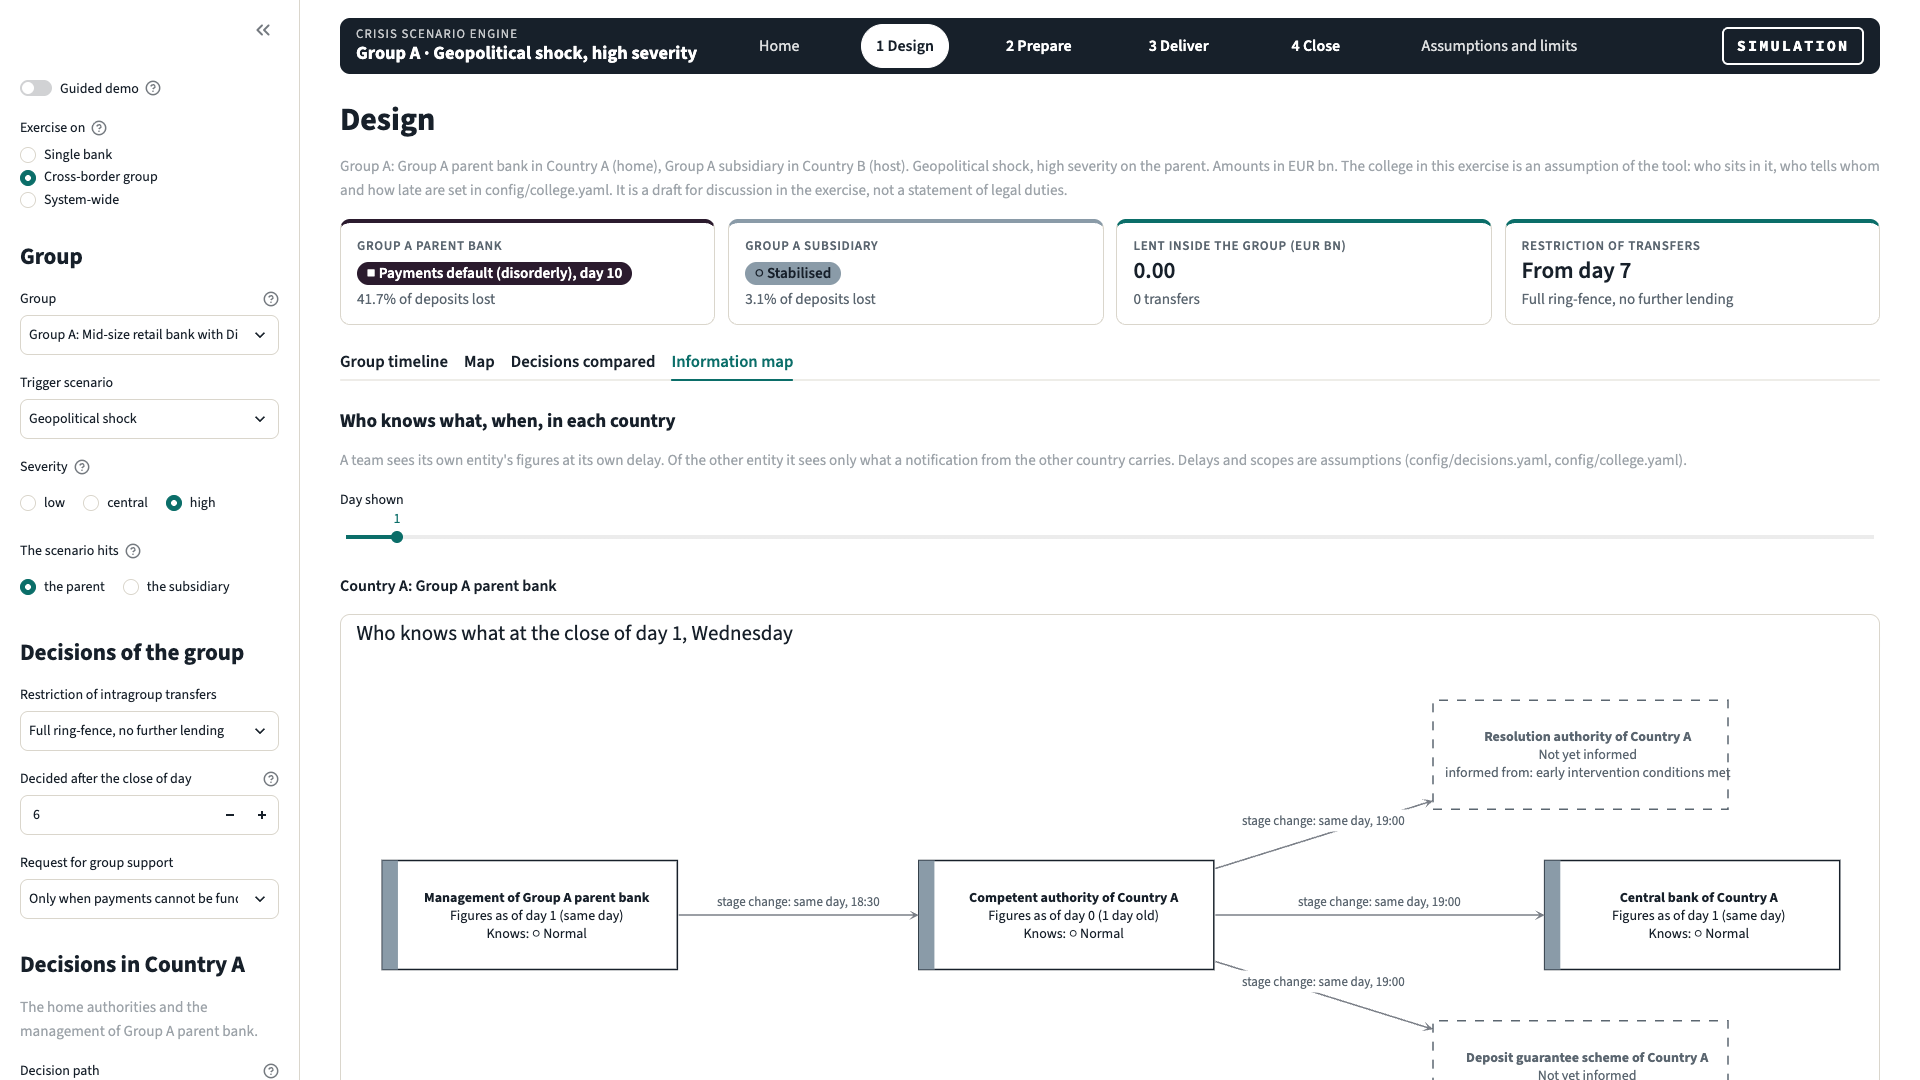 Guided demo
Exercise on
Single bank
Cross-border group
System-wide
Group
Group
Group A: Mid-size retail bank with Di
Trigger scenario
Geopolitical shock
Severity
low central high
The scenario hits
the parent the subsidiary
Decisions of the group
Restriction of intragroup transfers
Full ring-fence, no further lending
Decided after the close of day
6
Request for group support
Only when payments cannot be func
Decisions in Country A
The home authorities and the
management of Group A parent bank.
Decision path
CRISIS SCENARIO ENGINE
Group A · Geopolitical shock, high severity
Home
1 Design
2 Prepare
3 Deliver
4 Close
Assumptions and limits
SIMULATION
Design
Group A: Group A parent bank in Country A (home), Group A subsidiary in Country B (host). Geopolitical shock, high severity on the parent. Amounts in EUR bn. The college in this exercise is an assumption of the tool: who sits in it, who tells whom
and how late are set in config/college.yaml. It is a draft for discussion in the exercise, not a statement of legal duties.
GROUP A PARENT BANK
Payments default (disorderly), day 10
41.7% of deposits lost
GROUP A SUBSIDIARY
Stabilised
3.1% of deposits lost
LENT INSIDE THE GROUP (EUR BN)
0.00
0 transfers
RESTRICTION OF TRANSFERS
From day 7
Full ring-fence, no further lending
Group timeline Map Decisions compared Information map
Who knows what, when, in each country
A team sees its own entity's figures at its own delay. Of the other entity it sees only what a notification from the other country carries. Delays and scopes are assumptions (config/decisions.yaml, config/college.yaml).
Day shown
1
Country A: Group A parent bank
Who knows what at the close of day 1, Wednesday
Resolution authority of Country A
Not yet informed
informed from: early intervention conditions met
stage change: same day, 19:00
Management of Group A parent bank
Figures as of day 1 (same day)
Knows: ○ Normal
stage change: same day, 18:30
Competent authority of Country A
Figures as of day 0 (1 day old)
Knows: ○ Normal
stage change: same day, 19:00
Central bank of Country A
Figures as of day 1 (same day)
Knows: ○ Normal
stage change: same day, 19:00
Deposit guarantee scheme of Country A
Not yet informed